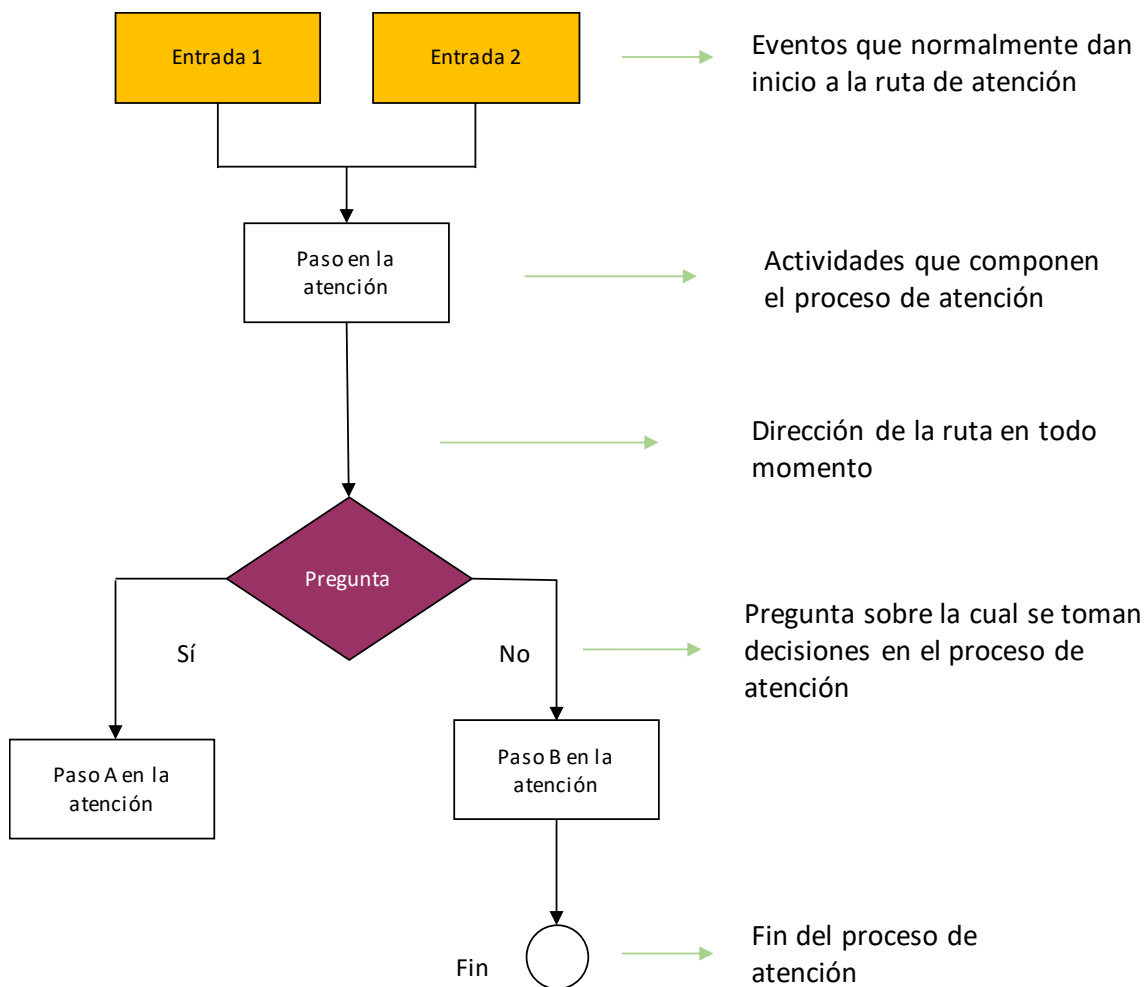 Entrada 1
Entrada 2
Eventos que normalmente dan
inicio a la ruta de atención
Paso en la
atención
Actividades que componen
el proceso de atención
Dirección de la ruta en todo
momento
Pregunta
Sí
No
Pregunta sobre la cual se toman
decisiones en el proceso de
atención
Paso A en la
atención
Paso B en la
atención
Fin
Fin del proceso de
atención